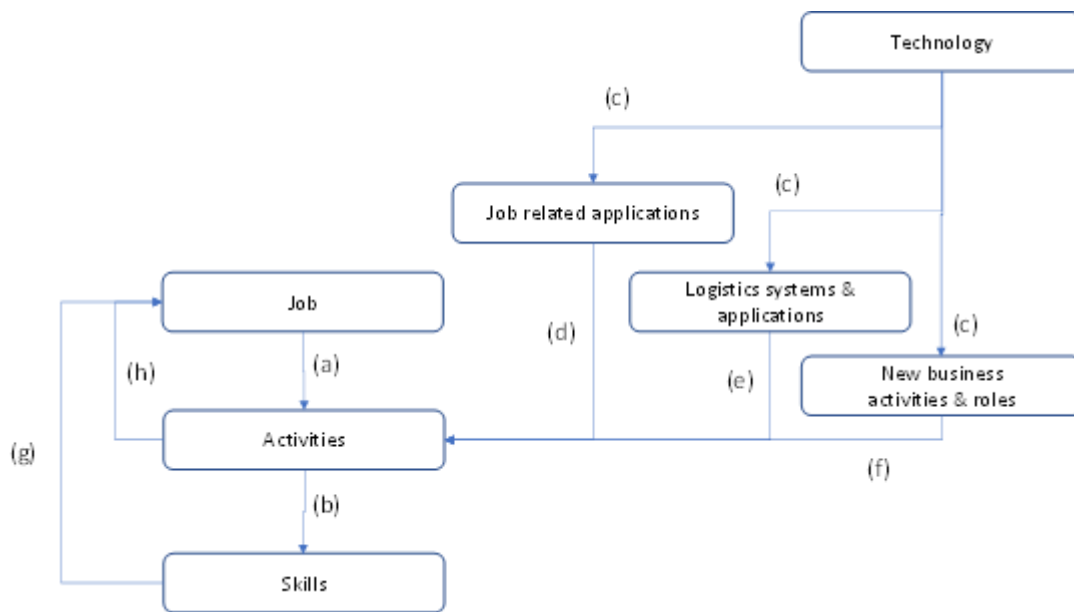 Technology
(c)
(c)
Job related applications
Job
Logistics systems &
applications
(d)
(c)
(a)
(h)
(e)
New business
activities & roles
Activities
(g)
(f)
(b)
Skills